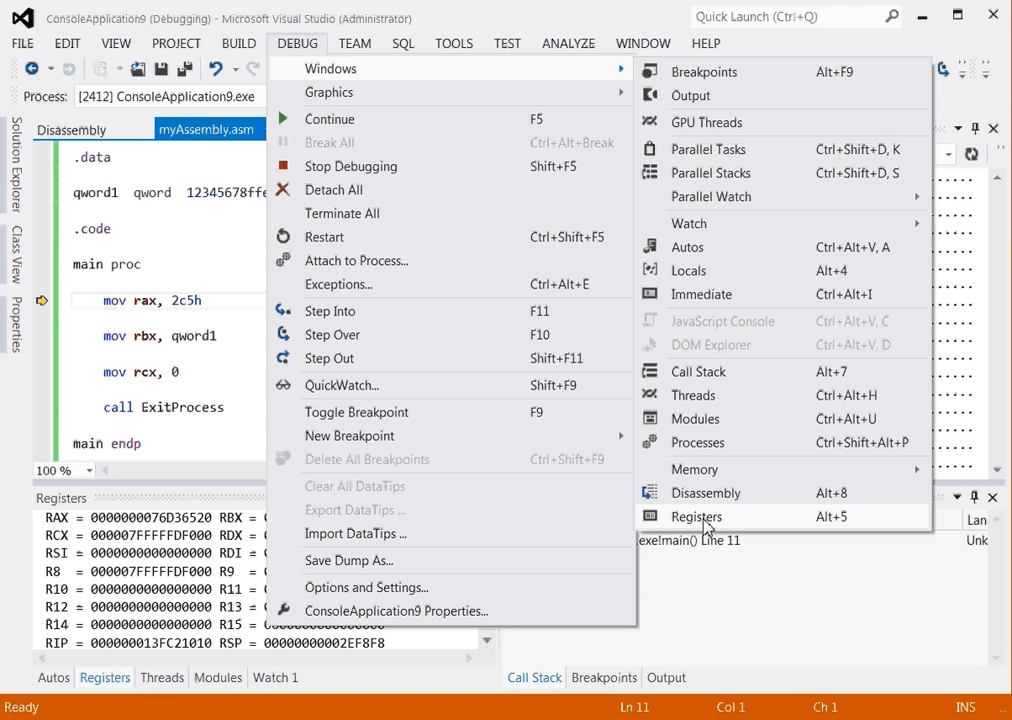 ConsoleApplication9 (Debugging) - Microsoft Visual Studio (Administrator)
Quick Launch (Ctrl+Q)
FILE EDIT VIEW PROJECT BUILD DEBUG TEAM SQL TOOLS TEST ANALYZE WINDOW HELP
Process: [2412] ConsoleApplication9.exe
Disassembly myAssembly.asm
Solution Explorer
Class View
Properties
.data
qword1 qword 12345678ffe
.code
main proc
mov rax, 2c5h
mov rbx, qword1
mov rcx, 0
call ExitProcess
main endp
100 %
Windows
Graphics
Continue F5
Break All Ctrl+Alt+Break
Stop Debugging Shift+F5
Detach All
Terminate All
Restart Ctrl+Shift+F5
Attach to Process...
Exceptions... Ctrl+Alt+E
Step Into F11
Step Over F10
Step Out Shift+F11
QuickWatch... Shift+F9
Toggle Breakpoint F9
New Breakpoint
Delete All Breakpoints Ctrl+Shift+F9
Clear All DataTips
Export DataTips ...
Import DataTips ...
Save Dump As...
Options and Settings...
ConsoleApplication9 Properties...
Breakpoints Alt+F9
Output
GPU Threads
Parallel Tasks Ctrl+Shift+D, K
Parallel Stacks Ctrl+Shift+D, S
Parallel Watch
Watch
Autos Ctrl+Alt+V, A
Locals Alt+4
Immediate Ctrl+Alt+I
JavaScript Console Ctrl+Alt+V, C
DOM Explorer Ctrl+Alt+V, D
Call Stack Alt+7
Threads Ctrl+Alt+H
Modules Ctrl+Alt+U
Processes Ctrl+Shift+Alt+P
Memory
Disassembly Alt+8
Registers Alt+5
Registers
RAX = 0000000076D36520 RBX =
RCX = 000007FFFFFDF000 RDX =
RSI = 0000000000000000 RDI =
R8 = 000007FFFFFDF000 R9 =
R10 = 0000000000000000 R11 =
R12 = 0000000000000000 R13 =
R14 = 0000000000000000 R15 = 0000000000000000
RIP = 000000013FC21010 RSP = 00000000002EF8F8
Lan
exe!main() Line 11 Unk
Autos Registers Threads Modules Watch 1
Call Stack Breakpoints Output
Ready Ln 11 Col 1 Ch 1 INS